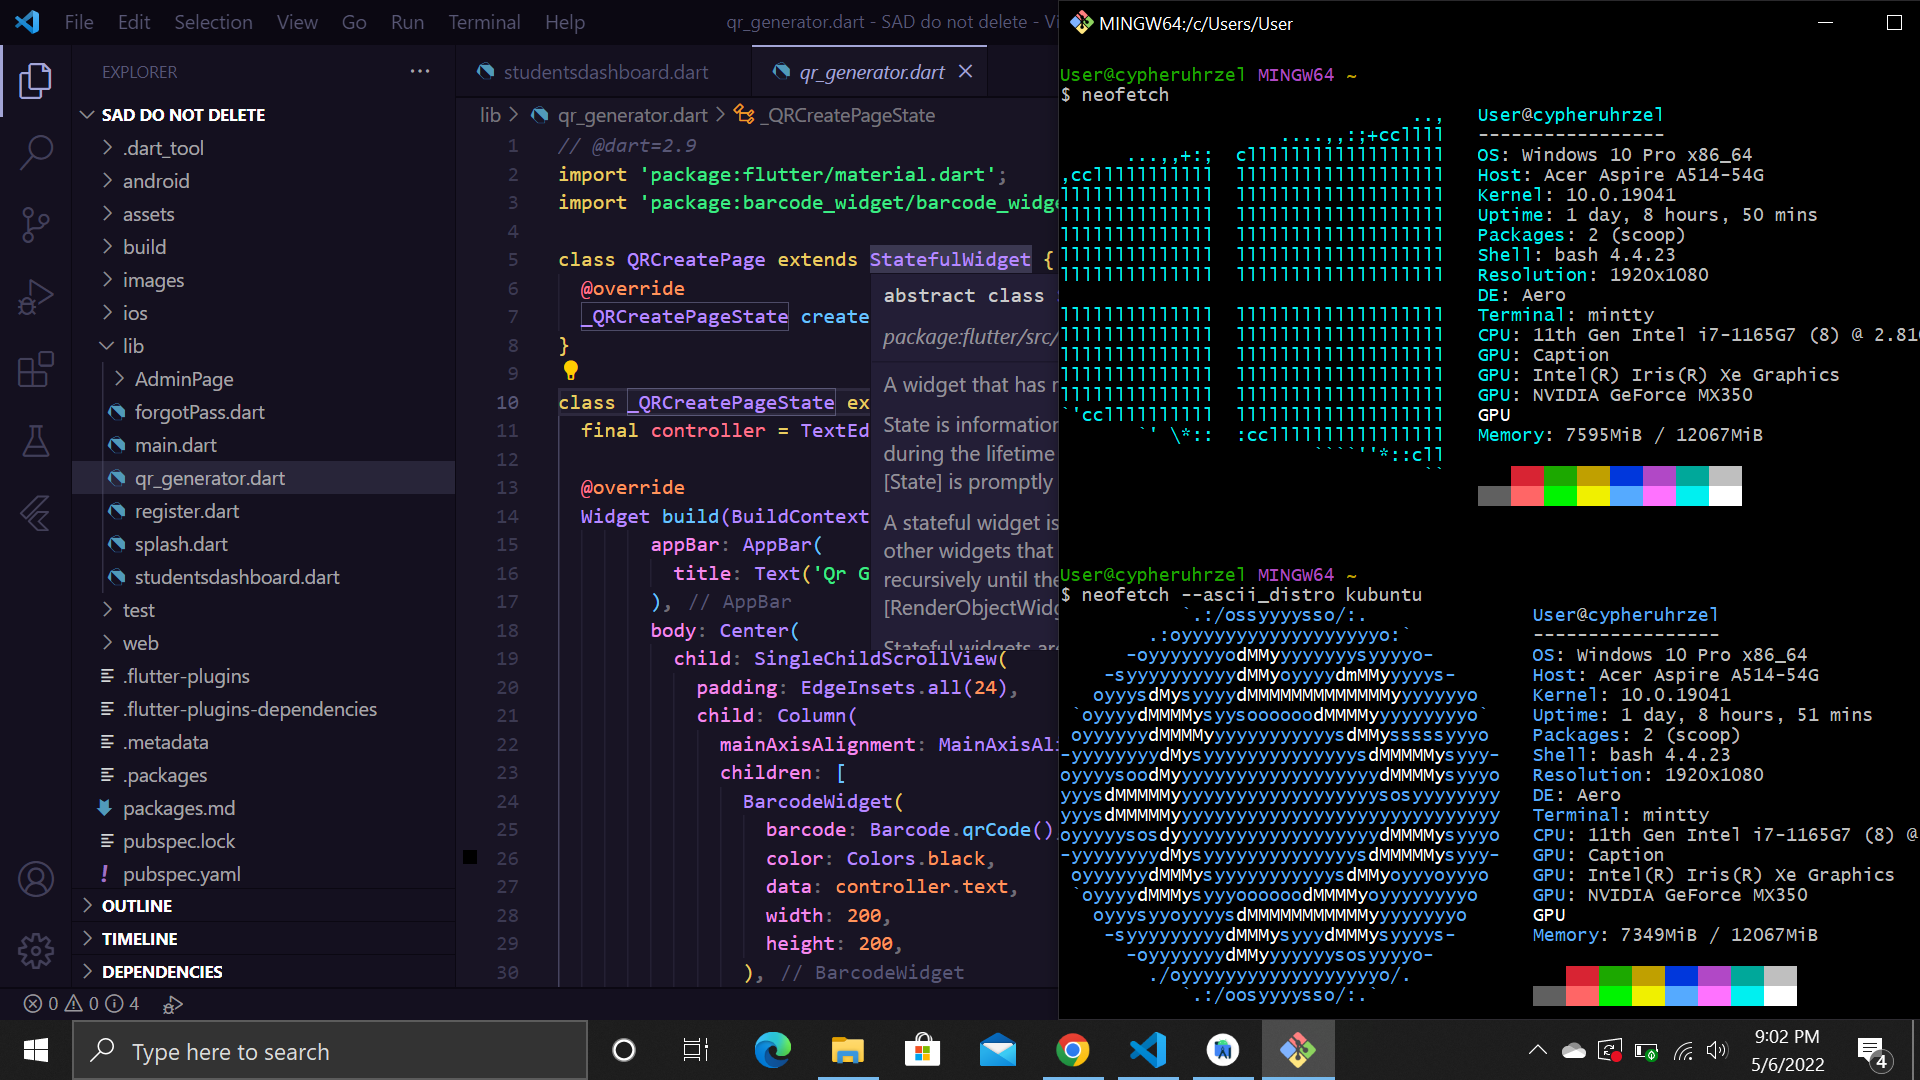 File Edit Selection View Go Run Terminal Help
qr_generator.dart - SAD do not delete - Vi
EXPLORER
SAD DO NOT DELETE
.dart_tool
android
assets
build
images
ios
lib
AdminPage
forgotPass.dart
main.dart
qr_generator.dart
register.dart
splash.dart
studentsdashboard.dart
test
web
.flutter-plugins
.flutter-plugins-dependencies
.metadata
.packages
packages.md
pubspec.lock
! pubspec.yaml
OUTLINE
TIMELINE
DEPENDENCIES
0 0 4
studentsdashboard.dart
qr_generator.dart
lib > qr_generator.dart > _QRCreatePageState
1 // @dart=2.9
2 import 'package:flutter/material.dart';
3 import 'package:barcode_widget/barcode_widge
4
5 class QRCreatePage extends StatefulWidget {
6 @override
7 _QRCreatePageState create
8 }
9
10 class _QRCreatePageState ex
11 final controller = TextEd
12
13 @override
14 Widget build(BuildContext
15 appBar: AppBar(
16 title: Text('Qr G
17 ), // AppBar
18 body: Center(
19 child: SingleChildScrollView(
20 padding: EdgeInsets.all(24),
21 child: Column(
22 mainAxisAlignment: MainAxisAli
23 children: [
24 BarcodeWidget(
25 barcode: Barcode.qrCode()
26 color: Colors.black,
27 data: controller.text,
28 width: 200,
29 height: 200,
30 ), // BarcodeWidget
abstract class
package:flutter/src/
A widget that has
State is information
during the lifetime
[State] is promptly
A stateful widget is
other widgets that
recursively until the
[RenderObjectWidg
Stateful widgets are
MINGW64:/c/Users/User
User@cypheruhrzel MINGW64 ~
$ neofetch
User@cypheruhrzel
-----------------
OS: Windows 10 Pro x86_64
Host: Acer Aspire A514-54G
Kernel: 10.0.19041
Uptime: 1 day, 8 hours, 50 mins
Packages: 2 (scoop)
Shell: bash 4.4.23
Resolution: 1920x1080
DE: Aero
Terminal: mintty
CPU: 11th Gen Intel i7-1165G7 (8) @ 2.81
GPU: Caption
GPU: Intel(R) Iris(R) Xe Graphics
GPU: NVIDIA GeForce MX350
GPU
Memory: 7595MiB / 12067MiB
User@cypheruhrzel MINGW64 ~
$ neofetch --ascii_distro kubuntu
User@cypheruhrzel
-----------------
OS: Windows 10 Pro x86_64
Host: Acer Aspire A514-54G
Kernel: 10.0.19041
Uptime: 1 day, 8 hours, 51 mins
Packages: 2 (scoop)
Shell: bash 4.4.23
Resolution: 1920x1080
DE: Aero
Terminal: mintty
CPU: 11th Gen Intel i7-1165G7 (8) @
GPU: Caption
GPU: Intel(R) Iris(R) Xe Graphics
GPU: NVIDIA GeForce MX350
GPU
Memory: 7349MiB / 12067MiB
Type here to search
9:02 PM
5/6/2022
4